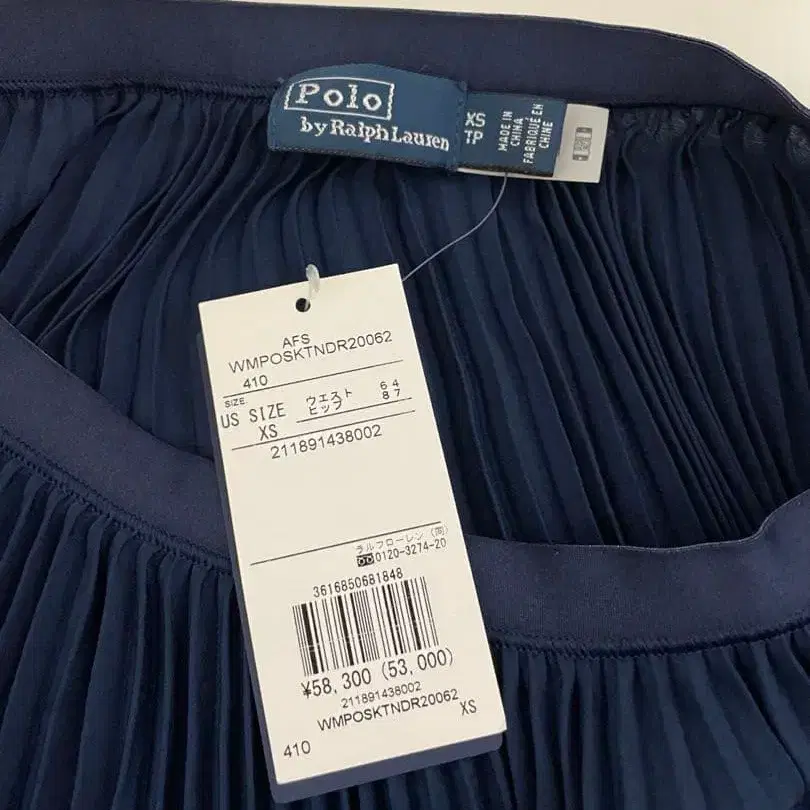 Polo
by Ralph Lauren
XS
TP
MADE IN
CHINA
FABRIQUÉ EN
CHINE
AFS
WMPOSKTNDR20062
410
SIZE
US SIZE
XS
ウエスト 64
ヒップ 87
211891438002
ラルフローレン (同)
0120-3274-20
3616850681848
¥58,300 (53,000)
211891438002
WMPOSKTNDR20062
410
XS